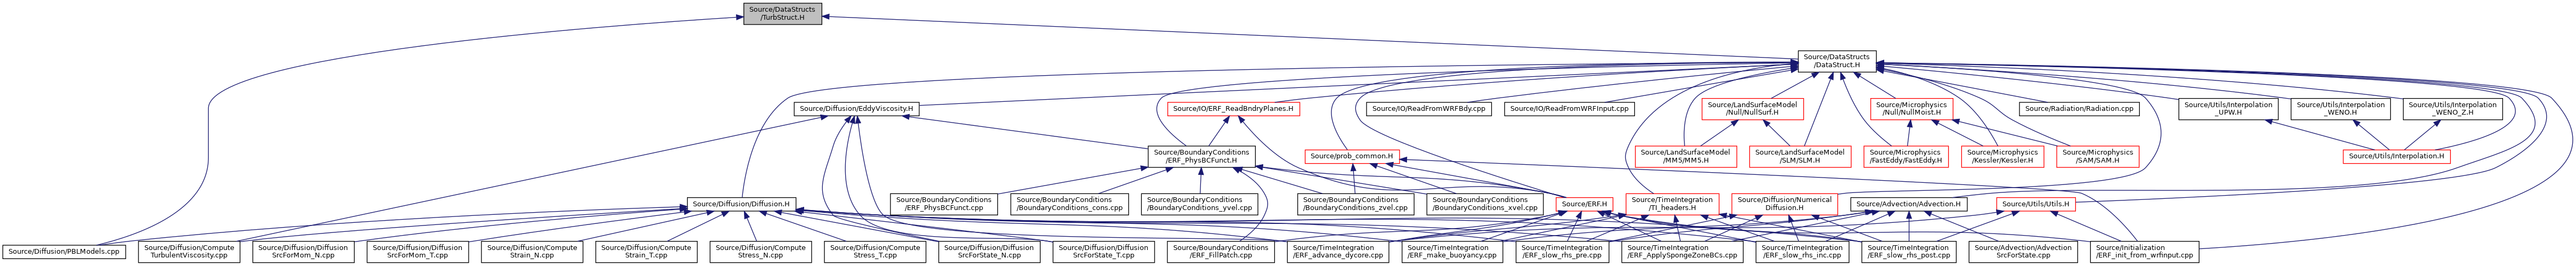 Source/DataStructs
/TurbStruct.H
Source/DataStructs
/DataStruct.H
Source/Diffusion/EddyViscosity.H
Source/IO/ERF_ReadBndryPlanes.H
Source/IO/ReadFromWRFBdy.cpp
Source/IO/ReadFromWRFInput.cpp
Source/LandSurfaceModel
/Null/NullSurf.H
Source/Microphysics
/Null/NullMoist.H
Source/Radiation/Radiation.cpp
Source/Utils/Interpolation
_UPW.H
Source/Utils/Interpolation
_WENO.H
Source/Utils/Interpolation
_WENO_Z.H
Source/BoundaryConditions
/ERF_PhysBCFunct.H
Source/prob_common.H
Source/LandSurfaceModel
/MM5/MM5.H
Source/LandSurfaceModel
/SLM/SLM.H
Source/Microphysics
/FastEddy/FastEddy.H
Source/Microphysics
/Kessler/Kessler.H
Source/Microphysics
/SAM/SAM.H
Source/Utils/Interpolation.H
Source/Diffusion/Diffusion.H
Source/BoundaryConditions
/ERF_PhysBCFunct.cpp
Source/BoundaryConditions
/BoundaryConditions_cons.cpp
Source/BoundaryConditions
/BoundaryConditions_yvel.cpp
Source/BoundaryConditions
/BoundaryConditions_zvel.cpp
Source/BoundaryConditions
/BoundaryConditions_xvel.cpp
Source/ERF.H
Source/TimeIntegration
/TI_headers.H
Source/Diffusion/Numerical
Diffusion.H
Source/Advection/Advection.H
Source/Utils/Utils.H
Source/Diffusion/PBLModels.cpp
Source/Diffusion/Compute
TurbulentViscosity.cpp
Source/Diffusion/Diffusion
SrcForMom_N.cpp
Source/Diffusion/Diffusion
SrcForMom_T.cpp
Source/Diffusion/Compute
Strain_N.cpp
Source/Diffusion/Compute
Strain_T.cpp
Source/Diffusion/Compute
Stress_N.cpp
Source/Diffusion/Compute
Stress_T.cpp
Source/Diffusion/Diffusion
SrcForState_N.cpp
Source/Diffusion/Diffusion
SrcForState_T.cpp
Source/BoundaryConditions
/ERF_FillPatch.cpp
Source/TimeIntegration
/ERF_advance_dycore.cpp
Source/TimeIntegration
/ERF_make_buoyancy.cpp
Source/TimeIntegration
/ERF_slow_rhs_pre.cpp
Source/TimeIntegration
/ERF_ApplySpongeZoneBCs.cpp
Source/TimeIntegration
/ERF_slow_rhs_inc.cpp
Source/TimeIntegration
/ERF_slow_rhs_post.cpp
Source/Advection/Advection
SrcForState.cpp
Source/Initialization
/ERF_init_from_wrfinput.cpp